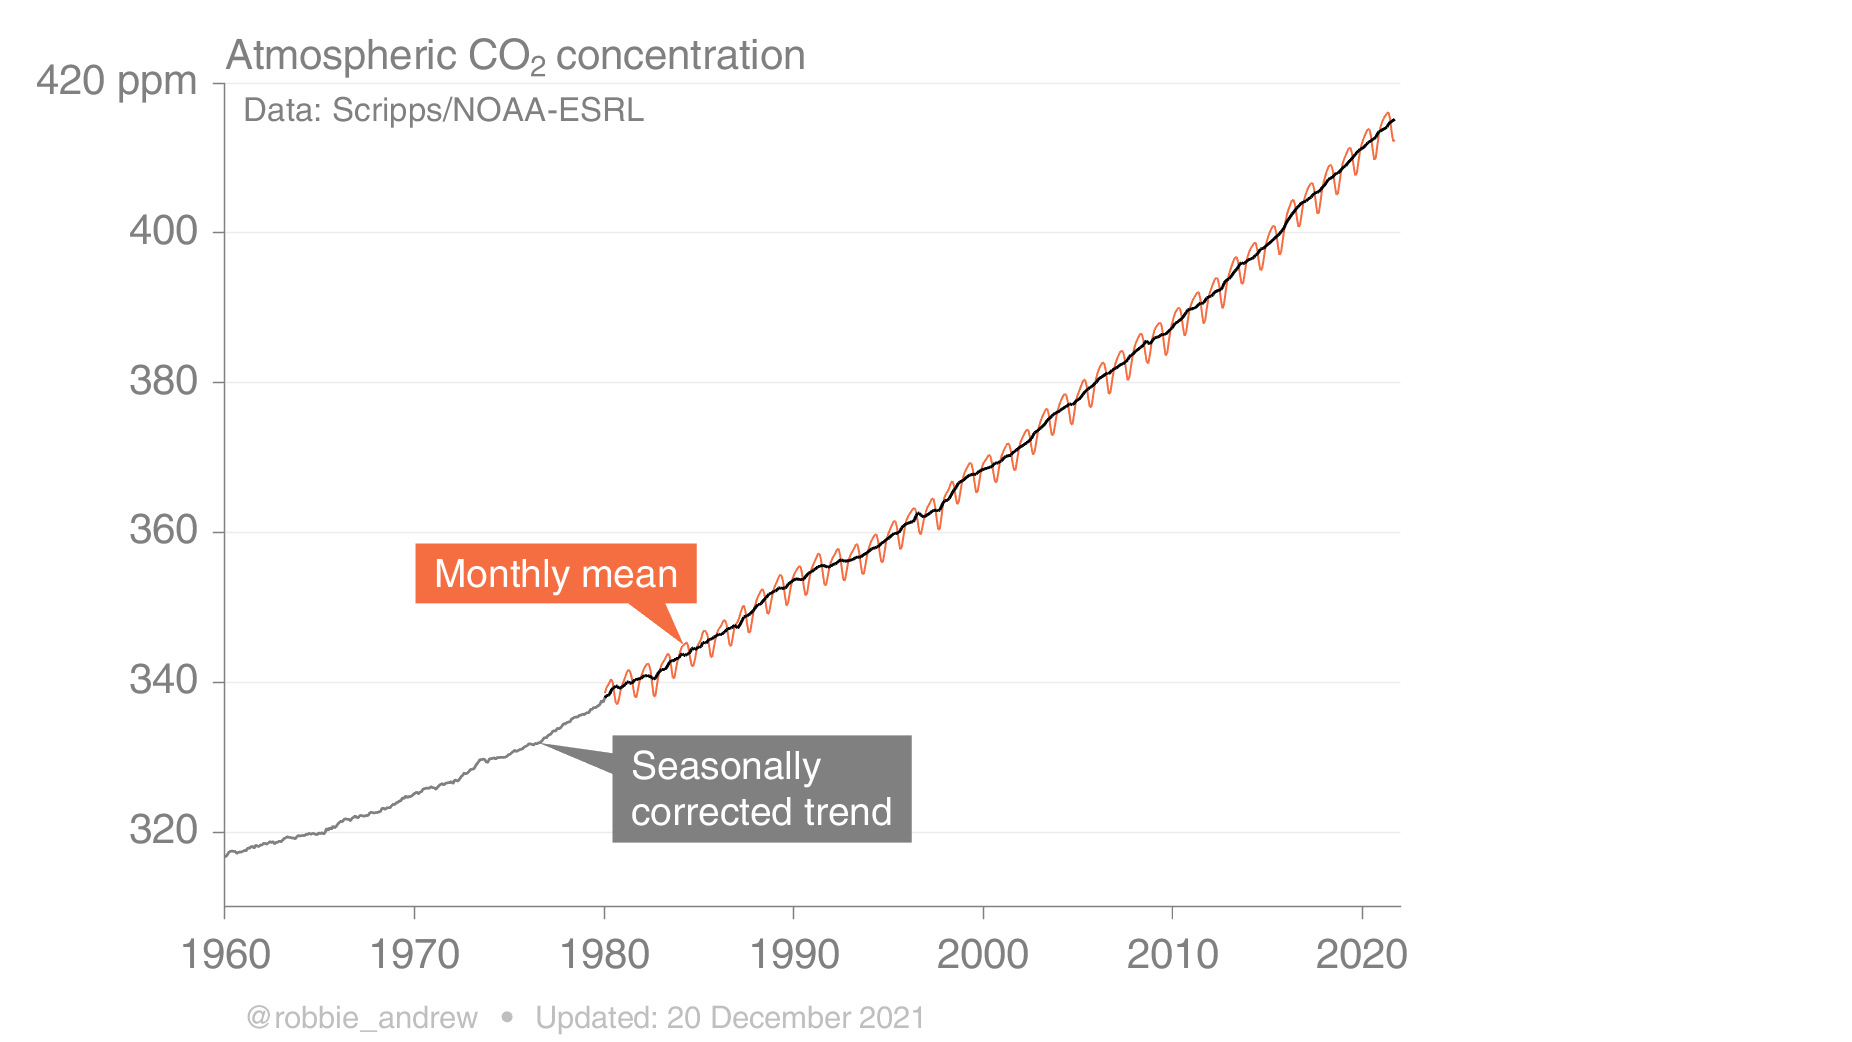 Atmospheric CO₂ concentration
420 ppm
Data: Scripps/NOAA-ESRL
400
380
360
Monthly mean
340
Seasonally
corrected trend
320
1960 1970 1980 1990 2000 2010 2020
@robbie_andrew • Updated: 20 December 2021